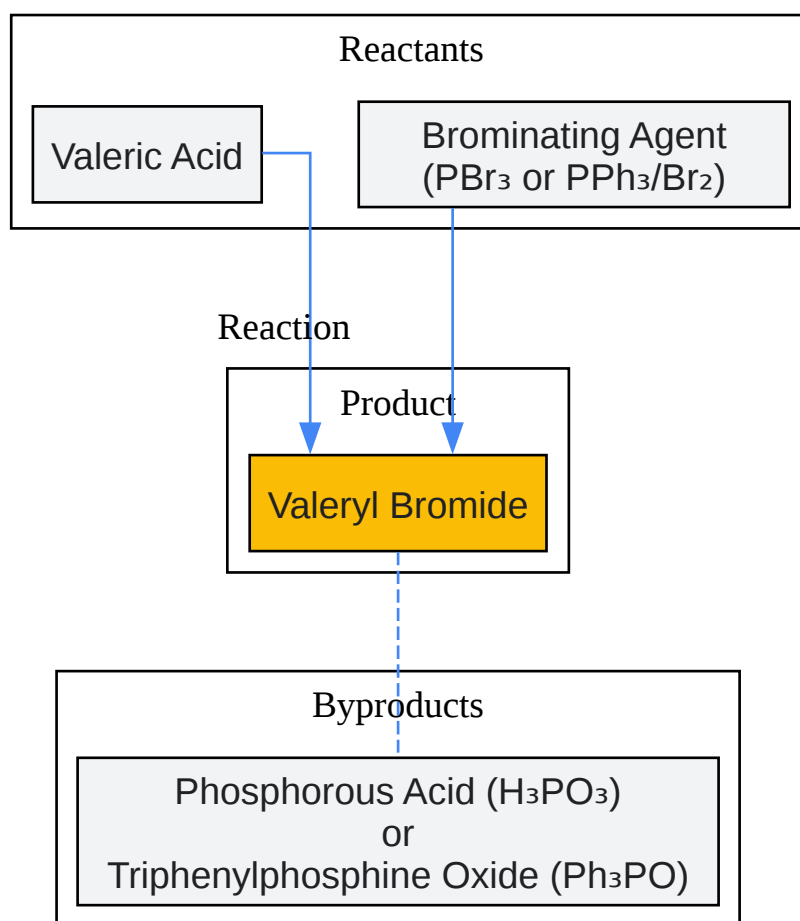 Reactants
Valeric Acid
Brominating Agent
(PBr₃ or PPh₃/Br₂)
Reaction
Product
Valeryl Bromide
Byproducts
Phosphorous Acid (H₃PO₃)
or
Triphenylphosphine Oxide (Ph₃PO)